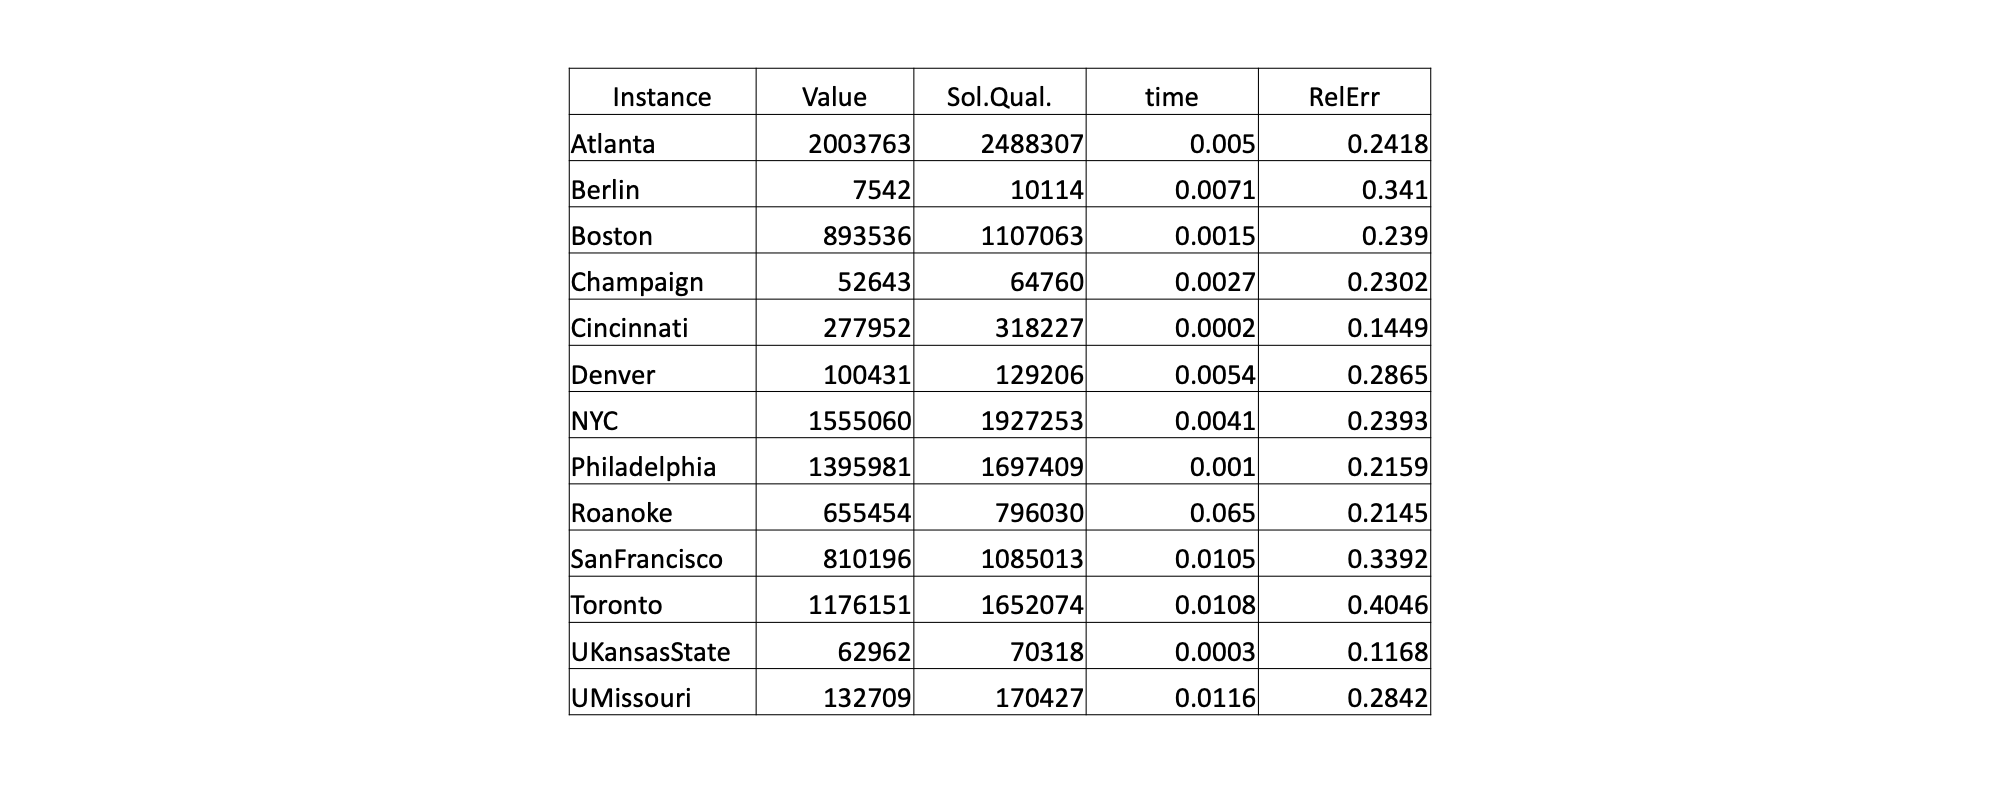 Instance Value Sol.Qual. time RelErr
Atlanta 2003763 2488307 0.005 0.2418
Berlin 7542 10114 0.0071 0.341
Boston 893536 1107063 0.0015 0.239
Champaign 52643 64760 0.0027 0.2302
Cincinnati 277952 318227 0.0002 0.1449
Denver 100431 129206 0.0054 0.2865
NYC 1555060 1927253 0.0041 0.2393
Philadelphia 1395981 1697409 0.001 0.2159
Roanoke 655454 796030 0.065 0.2145
SanFrancisco 810196 1085013 0.0105 0.3392
Toronto 1176151 1652074 0.0108 0.4046
UKansasState 62962 70318 0.0003 0.1168
UMissouri 132709 170427 0.0116 0.2842